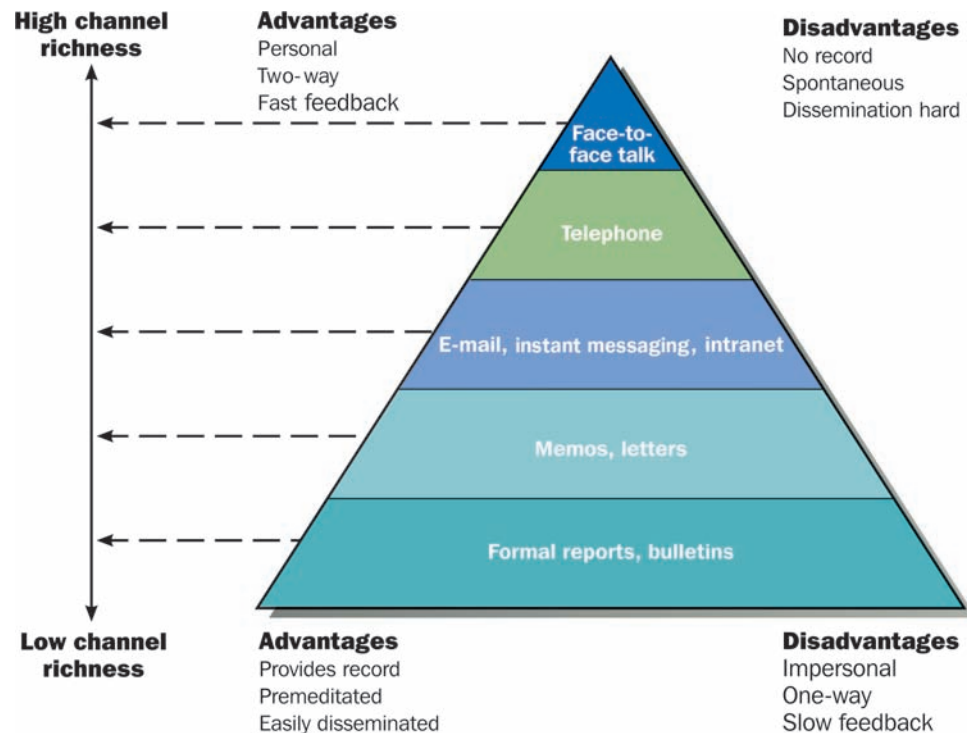 High channel
richness
Advantages
Personal
Two-way
Fast feedback
Disadvantages
No record
Spontaneous
Dissemination hard
Face-to-
face talk
Telephone
E-mail, instant messaging, intranet
Memos, letters
Formal reports, bulletins
Low channel
richness
Advantages
Provides record
Premeditated
Easily disseminated
Disadvantages
Impersonal
One-way
Slow feedback